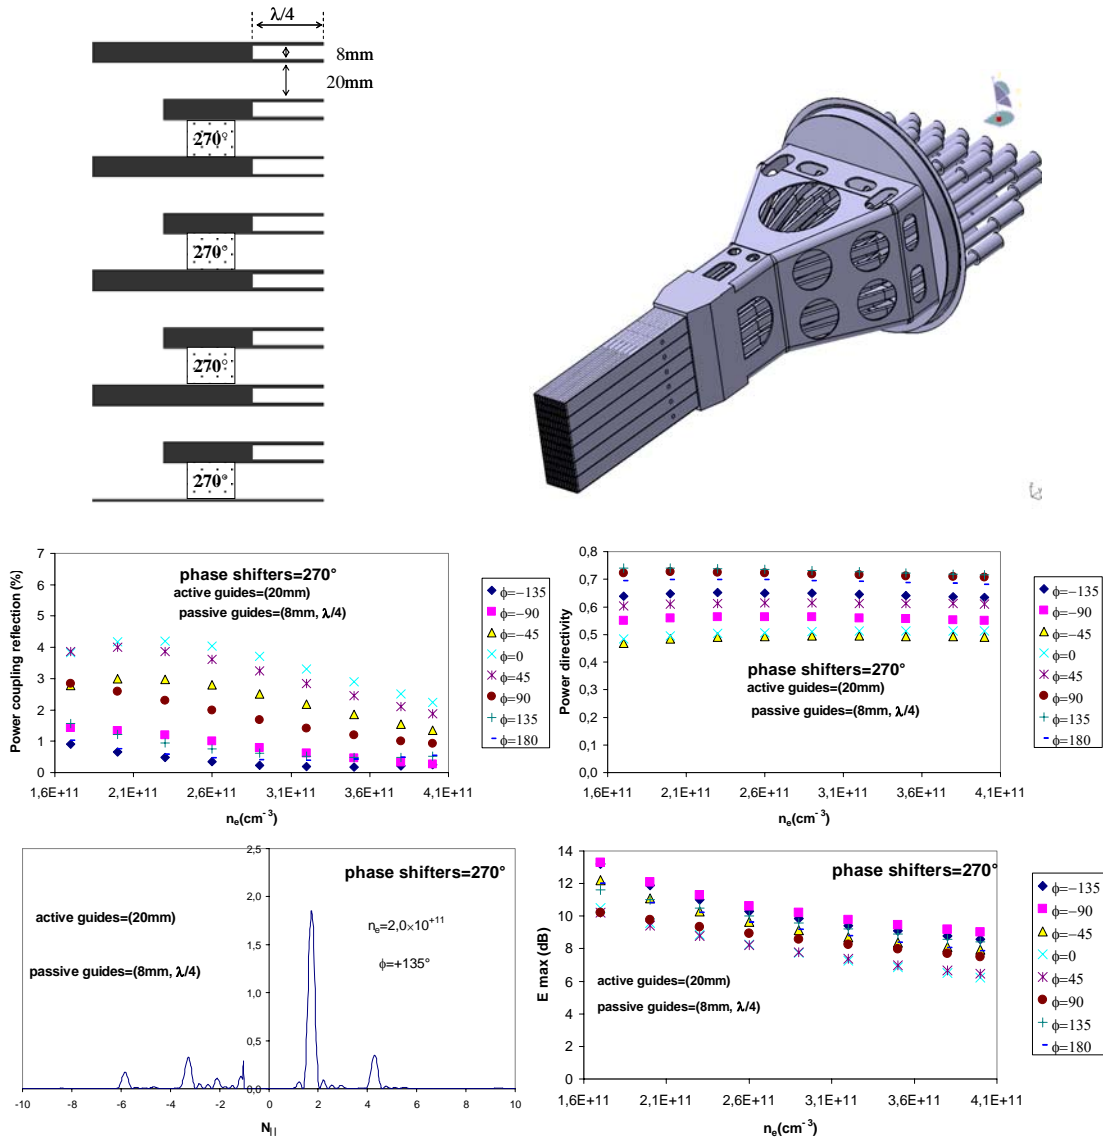 λ/4
8mm
20mm
270°
270°
270°
270°
7
6
5
4
3
2
1
0
Power coupling reflection (%)
phase shifters=270°
active guides=(20mm)
passive guides=(8mm, λ/4)
1,6E+11
2,1E+11
2,6E+11
3,1E+11
3,6E+11
4,1E+11
nₑ(cm⁻³)
ϕ=−135
ϕ=−90
ϕ=−45
ϕ=0
ϕ=45
ϕ=90
ϕ=135
ϕ=180
0,8
0,7
0,6
0,5
0,4
0,3
0,2
0,1
0,0
Power directivity
phase shifters=270°
active guides=(20mm)
passive guides=(8mm, λ/4)
1,6E+11
2,1E+11
2,6E+11
3,1E+11
3,6E+11
4,1E+11
nₑ(cm⁻³)
ϕ=−135
ϕ=−90
ϕ=−45
ϕ=0
ϕ=45
ϕ=90
ϕ=135
ϕ=180
2,5
2,0
1,5
1,0
0,5
0,0
phase shifters=270°
active guides=(20mm)
nₑ=2,0×10⁺¹¹
passive guides=(8mm, λ/4)
ϕ=+135°
-10
-8
-6
-4
-2
0
2
4
6
8
10
N||
14
12
10
8
6
4
2
0
E max (dB)
phase shifters=270°
active guides=(20mm)
passive guides=(8mm, λ/4)
1,6E+11
2,1E+11
2,6E+11
3,1E+11
3,6E+11
4,1E+11
nₑ(cm⁻³)
ϕ=−135
ϕ=−90
ϕ=−45
ϕ=0
ϕ=45
ϕ=90
ϕ=135
ϕ=180